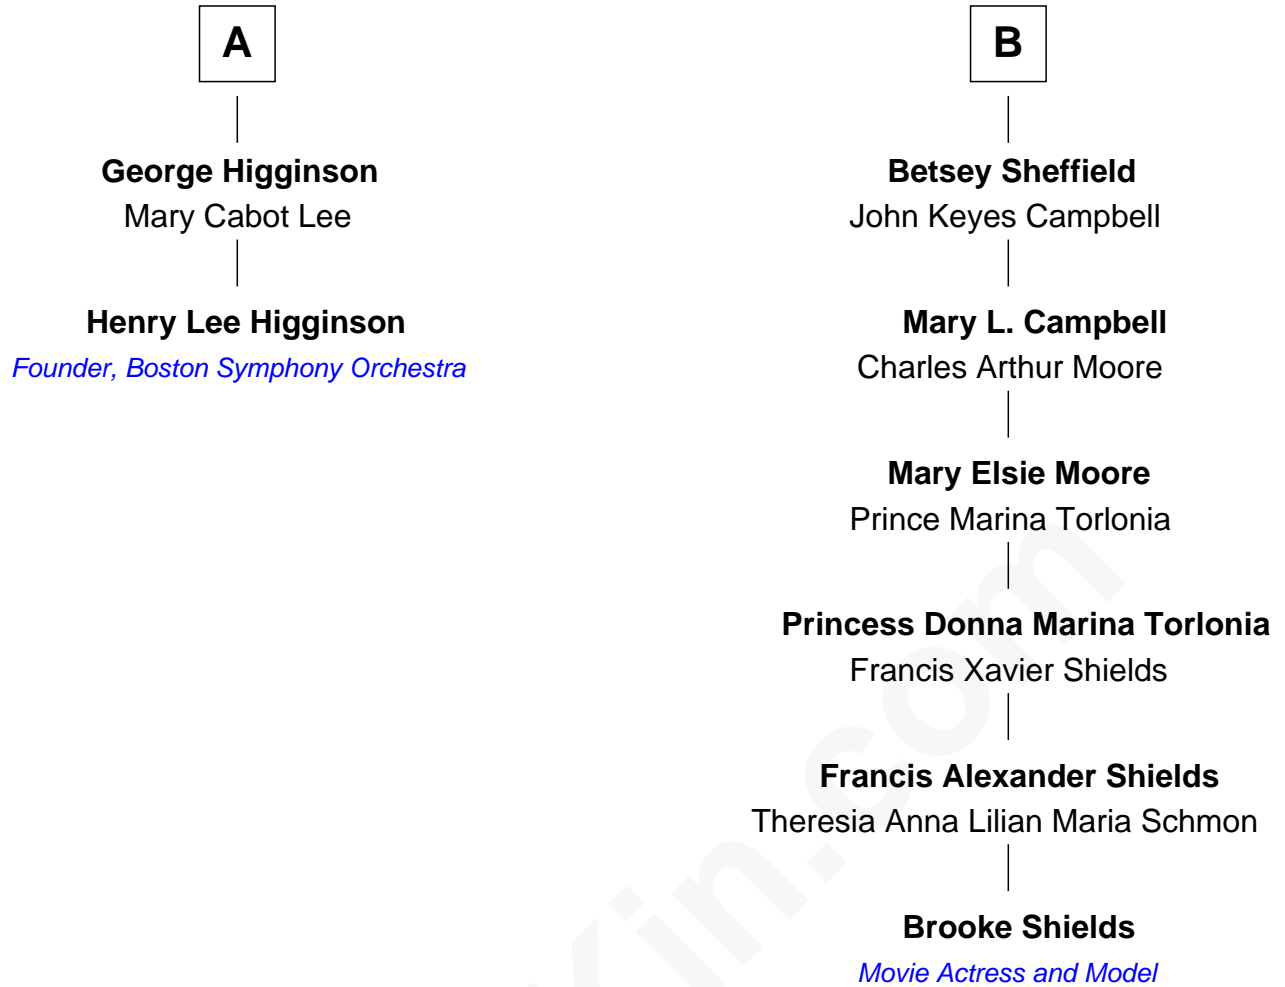 A
George Higginson
Mary Cabot Lee
Henry Lee Higginson
Founder, Boston Symphony Orchestra
B
Betsey Sheffield
John Keyes Campbell
Mary L. Campbell
Charles Arthur Moore
Mary Elsie Moore
Prince Marina Torlonia
Princess Donna Marina Torlonia
Francis Xavier Shields
Francis Alexander Shields
Theresia Anna Lilian Maria Schmon
Brooke Shields
Movie Actress and Model
Kin.com